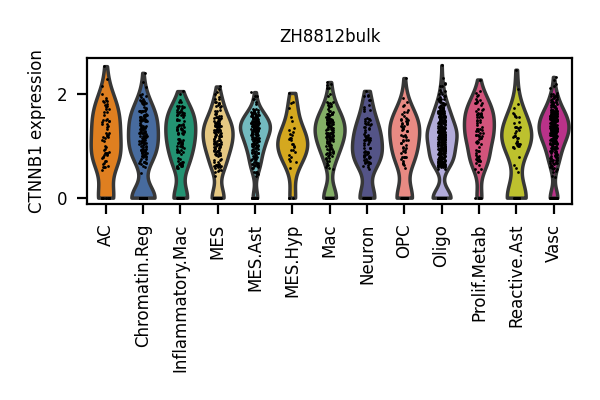 ZH8812bulk
CTNNB1 expression
2
0
AC
Chromatin.Reg
Inflammatory.Mac
MES
MES.Ast
MES.Hyp
Mac
Neuron
OPC
Oligo
Prolif.Metab
Reactive.Ast
Vasc